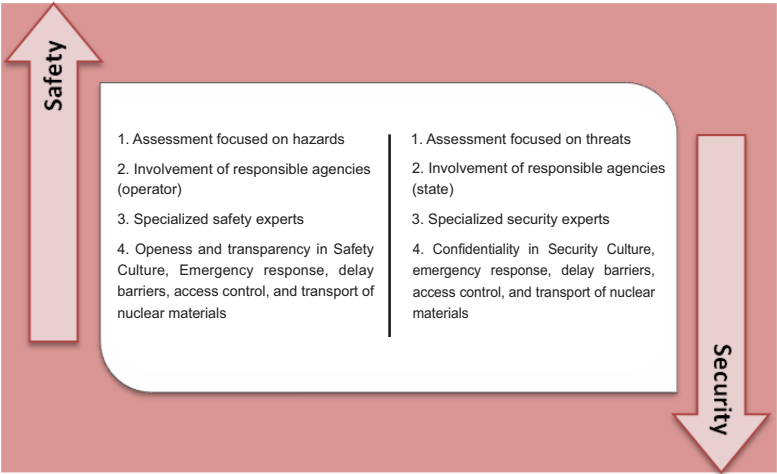 Safety
1. Assessment focused on hazards
2. Involvement of responsible agencies
(operator)
3. Specialized safety experts
4. Openess and transparency in Safety
Culture, Emergency response, delay
barriers, access control, and transport of
nuclear materials
1. Assessment focused on threats
2. Involvement of responsible agencies
(state)
3. Specialized security experts
4. Confidentiality in Security Culture,
emergency response, delay barriers,
access control, and transport of nuclear
materials
Security